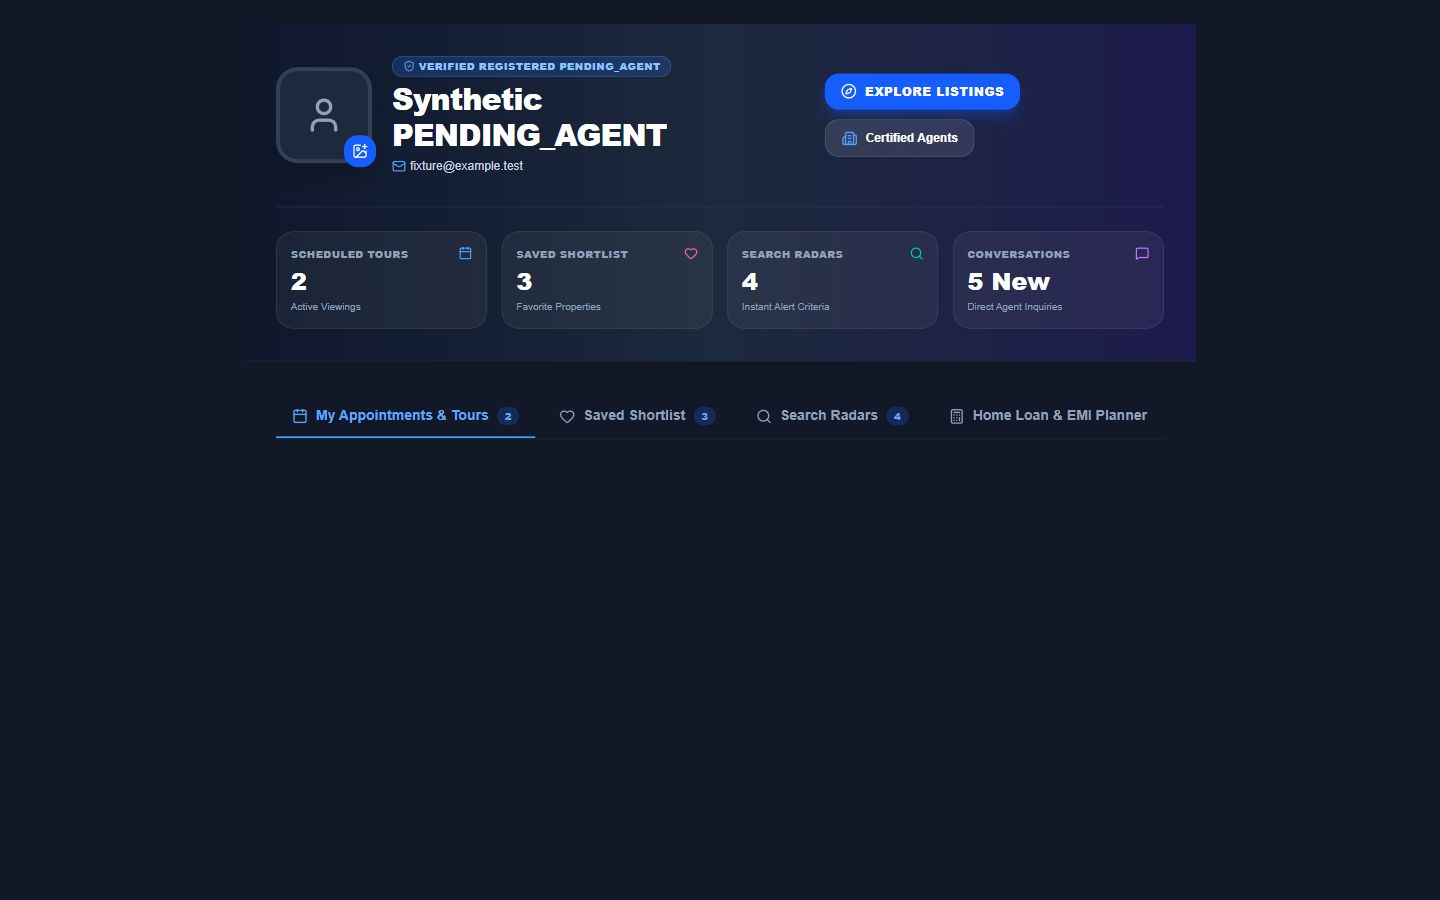 VERIFIED REGISTERED PENDING_AGENT
Synthetic
PENDING_AGENT
fixture@example.test
EXPLORE LISTINGS
Certified Agents
SCHEDULED TOURS
2
Active Viewings
SAVED SHORTLIST
3
Favorite Properties
SEARCH RADARS
4
Instant Alert Criteria
CONVERSATIONS
5 New
Direct Agent Inquiries
My Appointments & Tours 2
Saved Shortlist 3
Search Radars 4
Home Loan & EMI Planner